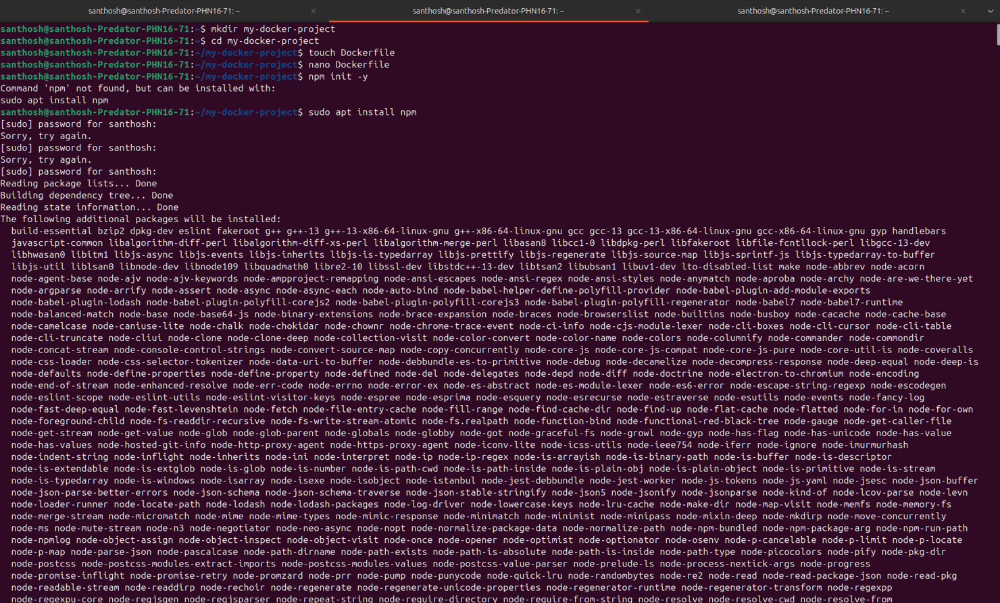 santhosh@santhosh-Predator-PHN16-71: ~ × santhosh@santhosh-Predator-PHN16-71: ~ × santhosh@santhosh-Predator-PHN16-71: ~ ×
santhosh@santhosh-Predator-PHN16-71:~$ mkdir my-docker-project
santhosh@santhosh-Predator-PHN16-71:~$ cd my-docker-project
santhosh@santhosh-Predator-PHN16-71:~/my-docker-project$ touch Dockerfile
santhosh@santhosh-Predator-PHN16-71:~/my-docker-project$ nano Dockerfile
santhosh@santhosh-Predator-PHN16-71:~/my-docker-project$ npm init -y
Command 'npm' not found, but can be installed with:
sudo apt install npm
santhosh@santhosh-Predator-PHN16-71:~/my-docker-project$ sudo apt install npm
[sudo] password for santhosh:
Sorry, try again.
[sudo] password for santhosh:
Sorry, try again.
[sudo] password for santhosh:
Reading package lists... Done
Building dependency tree... Done
Reading state information... Done
The following additional packages will be installed:
build-essential bzip2 dpkg-dev eslint fakeroot g++ g++-13 g++-13-x86-64-linux-gnu g++-x86-64-linux-gnu gcc gcc-13 gcc-13-x86-64-linux-gnu gcc-x86-64-linux-gnu gyp handlebars
javascript-common libalgorithm-diff-perl libalgorithm-diff-xs-perl libalgorithm-merge-perl libasan8 libcc1-0 libdpkg-perl libfakeroot libfile-fcntllock-perl libgcc-13-dev
libhwasan0 libitm1 libjs-async libjs-events libjs-inherits libjs-is-typedarray libjs-prettify libjs-regenerate libjs-source-map libjs-sprintf-js libjs-typedarray-to-buffer
libjs-util liblsan0 libnode-dev libnode109 libquadmath0 libre2-10 libssl-dev libstdc++-13-dev libtsan2 libubsan1 libuv1-dev lto-disabled-list make node-abbrev node-acorn
node-agent-base node-ajv node-ajv-keywords node-ampproject-remapping node-ansi-escapes node-ansi-regex node-ansi-styles node-anymatch node-aproba node-archy node-are-we-there-yet
node-argparse node-arrify node-assert node-async node-async-each node-auto-bind node-babel-helper-define-polyfill-provider node-babel-plugin-add-module-exports
node-babel-plugin-lodash node-babel-plugin-polyfill-corejs2 node-babel-plugin-polyfill-corejs3 node-babel-plugin-polyfill-regenerator node-babel7 node-babel7-runtime
node-balanced-match node-base node-base64-js node-binary-extensions node-brace-expansion node-braces node-browserslist node-builtins node-busboy node-cacache node-cache-base
node-camelcase node-caniuse-lite node-chalk node-chokidar node-chownr node-chrome-trace-event node-ci-info node-cjs-module-lexer node-cli-boxes node-cli-cursor node-cli-table
node-cli-truncate node-cliui node-clone node-clone-deep node-collection-visit node-color-convert node-color-name node-colors node-columnify node-commander node-commondir
node-concat-stream node-console-control-strings node-convert-source-map node-copy-concurrently node-core-js node-core-js-compat node-core-js-pure node-core-util-is node-coveralls
node-css-loader node-css-selector-tokenizer node-data-uri-to-buffer node-debbundle-es-to-primitive node-debug node-decamelize node-decompress-response node-deep-equal node-deep-is
node-defaults node-define-properties node-define-property node-defined node-del node-delegates node-depd node-diff node-doctrine node-electron-to-chromium node-encoding
node-end-of-stream node-enhanced-resolve node-err-code node-errno node-error-ex node-es-abstract node-es-module-lexer node-es6-error node-escape-string-regexp node-escodegen
node-eslint-scope node-eslint-utils node-eslint-visitor-keys node-espree node-esprima node-esquery node-esrecurse node-estraverse node-esutils node-events node-fancy-log
node-fast-deep-equal node-fast-levenshtein node-fetch node-file-entry-cache node-fill-range node-find-cache-dir node-find-up node-flat-cache node-flatted node-for-in node-for-own
node-foreground-child node-fs-readdir-recursive node-fs-write-stream-atomic node-fs.realpath node-function-bind node-functional-red-black-tree node-gauge node-get-caller-file
node-get-stream node-get-value node-glob node-glob-parent node-globals node-globby node-got node-graceful-fs node-growl node-gyp node-has-flag node-has-unicode node-has-value
node-has-values node-hosted-git-info node-http-proxy-agent node-https-proxy-agent node-iconv-lite node-icss-utils node-ieee754 node-iferr node-ignore node-imurmurhash
node-indent-string node-inflight node-inherits node-ini node-interpret node-ip node-ip-regex node-is-arrayish node-is-binary-path node-is-buffer node-is-descriptor
node-is-extendable node-is-extglob node-is-glob node-is-number node-is-path-cwd node-is-path-inside node-is-plain-obj node-is-plain-object node-is-primitive node-is-stream
node-is-typedarray node-is-windows node-isarray node-isexe node-isobject node-istanbul node-jest-debbundle node-jest-worker node-js-tokens node-js-yaml node-jsesc node-json-buffer
node-json-parse-better-errors node-json-schema node-json-schema-traverse node-json-stable-stringify node-json5 node-jsonify node-jsonparse node-kind-of node-lcov-parse node-levn
node-loader-runner node-locate-path node-lodash node-lodash-packages node-log-driver node-lowercase-keys node-lru-cache node-make-dir node-map-visit node-memfs node-memory-fs
node-merge-stream node-micromatch node-mime node-mime-types node-mimic-response node-minimatch node-minimist node-minipass node-mixin-deep node-mkdirp node-move-concurrently
node-ms node-mute-stream node-n3 node-negotiator node-neo-async node-nopt node-normalize-package-data node-normalize-path node-npm-bundled node-npm-package-arg node-npm-run-path
node-npmlog node-object-assign node-object-inspect node-object-visit node-once node-opener node-optimist node-optionator node-osenv node-p-cancelable node-p-limit node-p-locate
node-p-map node-parse-json node-pascalcase node-path-dirname node-path-exists node-path-is-absolute node-path-is-inside node-path-type node-picocolors node-pify node-pkg-dir
node-postcss node-postcss-modules-extract-imports node-postcss-modules-values node-postcss-value-parser node-prelude-ls node-process-nextick-args node-progress
node-promise-inflight node-promise-retry node-promzard node-prr node-pump node-punycode node-quick-lru node-randombytes node-re2 node-read node-read-package-json node-read-pkg
node-readable-stream node-readdirp node-rechoir node-regenerate node-regenerate-unicode-properties node-regenerator-runtime node-regenerator-transform node-regexpp
node-regexpu-core node-regjsgen node-regjsparser node-repeat-string node-require-directory node-require-from-string node-resolve node-resolve-cwd node-resolve-from